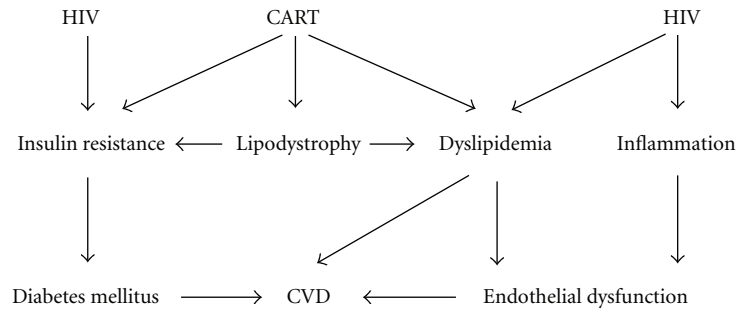 HIV CART HIV
Insulin resistance Lipodystrophy Dyslipidemia Inflammation
Diabetes mellitus CVD Endothelial dysfunction